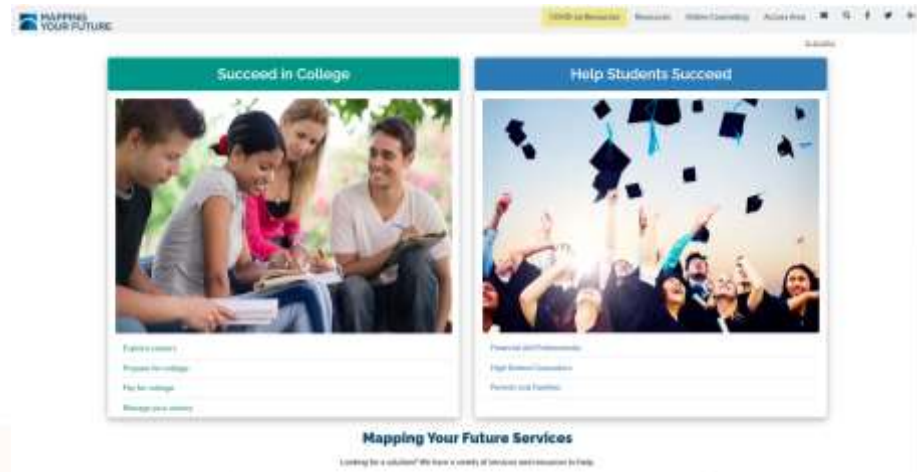 MAPPING
YOUR FUTURE
COVID-19 Resources Resources Online Counseling Access Area
Succeed in College
Help Students Succeed
Explore careers
Prepare for college
Pay for college
Manage your money
Financial Aid Professionals
High School Counselors
Parents and Families
Mapping Your Future Services
Looking for a solution? We have a variety of services and resources to help.